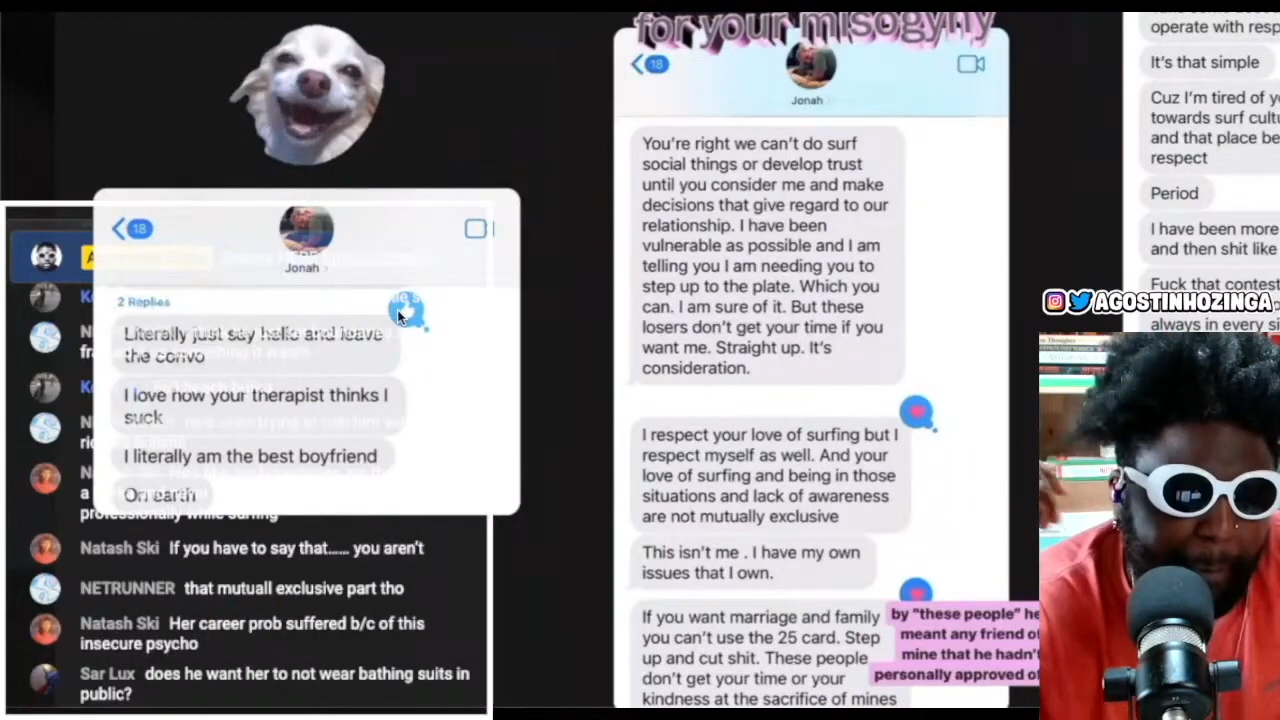 for your misogyny
18
Jonah
2 Replies
Literally just say hello and leave
the convo
I love how your therapist thinks I
suck
I literally am the best boyfriend
On earth
professionally while surfing
Natash Ski If you have to say that...... you aren't
NETRUNNER that mutuall exclusive part tho
Natash Ski Her career prob suffered b/c of this
insecure psycho
Sar Lux does he want her to not wear bathing suits in
public?
18
Jonah
You're right we can't do surf
social things or develop trust
until you consider me and make
decisions that give regard to our
relationship. I have been
vulnerable as possible and I am
telling you I am needing you to
step up to the plate. Which you
can. I am sure of it. But these
losers don't get your time if you
want me. Straight up. It's
consideration.
I respect your love of surfing but I
respect myself as well. And your
love of surfing and being in those
situations and lack of awareness
are not mutually exclusive
This isn't me . I have my own
issues that I own.
If you want marriage and family
you can't use the 25 card. Step
up and cut shit. These people
don't get your time or your
kindness at the sacrifice of mines
by "these people" he
meant any friend of
mine that he hadn't
personally approved of
operate with resp
It's that simple
Cuz I'm tired of yo
towards surf cultu
and that place be
respect
Period
I have been more
and then shit like
Fuck that contest
always in every si
AGOSTINHOZINGA